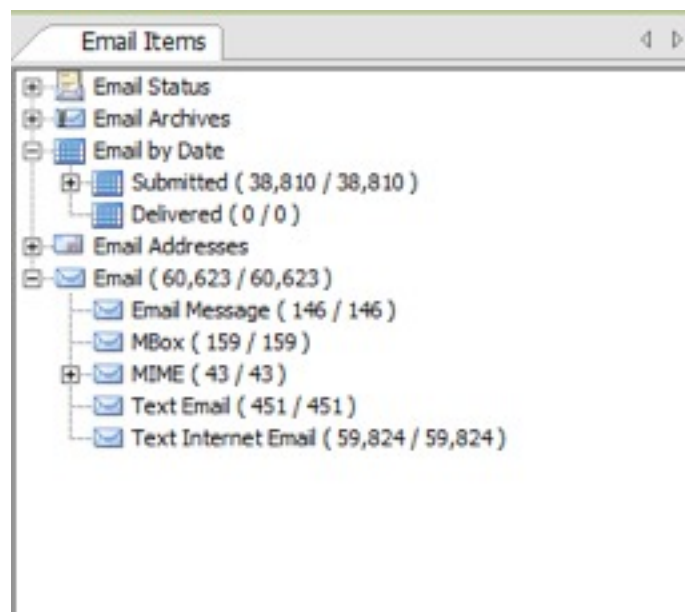 Email Items
Email Status
Email Archives
Email by Date
Submitted ( 38,810 / 38,810 )
Delivered ( 0 / 0 )
Email Addresses
Email ( 60,623 / 60,623 )
Email Message ( 146 / 146 )
MBox ( 159 / 159 )
MIME ( 43 / 43 )
Text Email ( 451 / 451 )
Text Internet Email ( 59,824 / 59,824 )